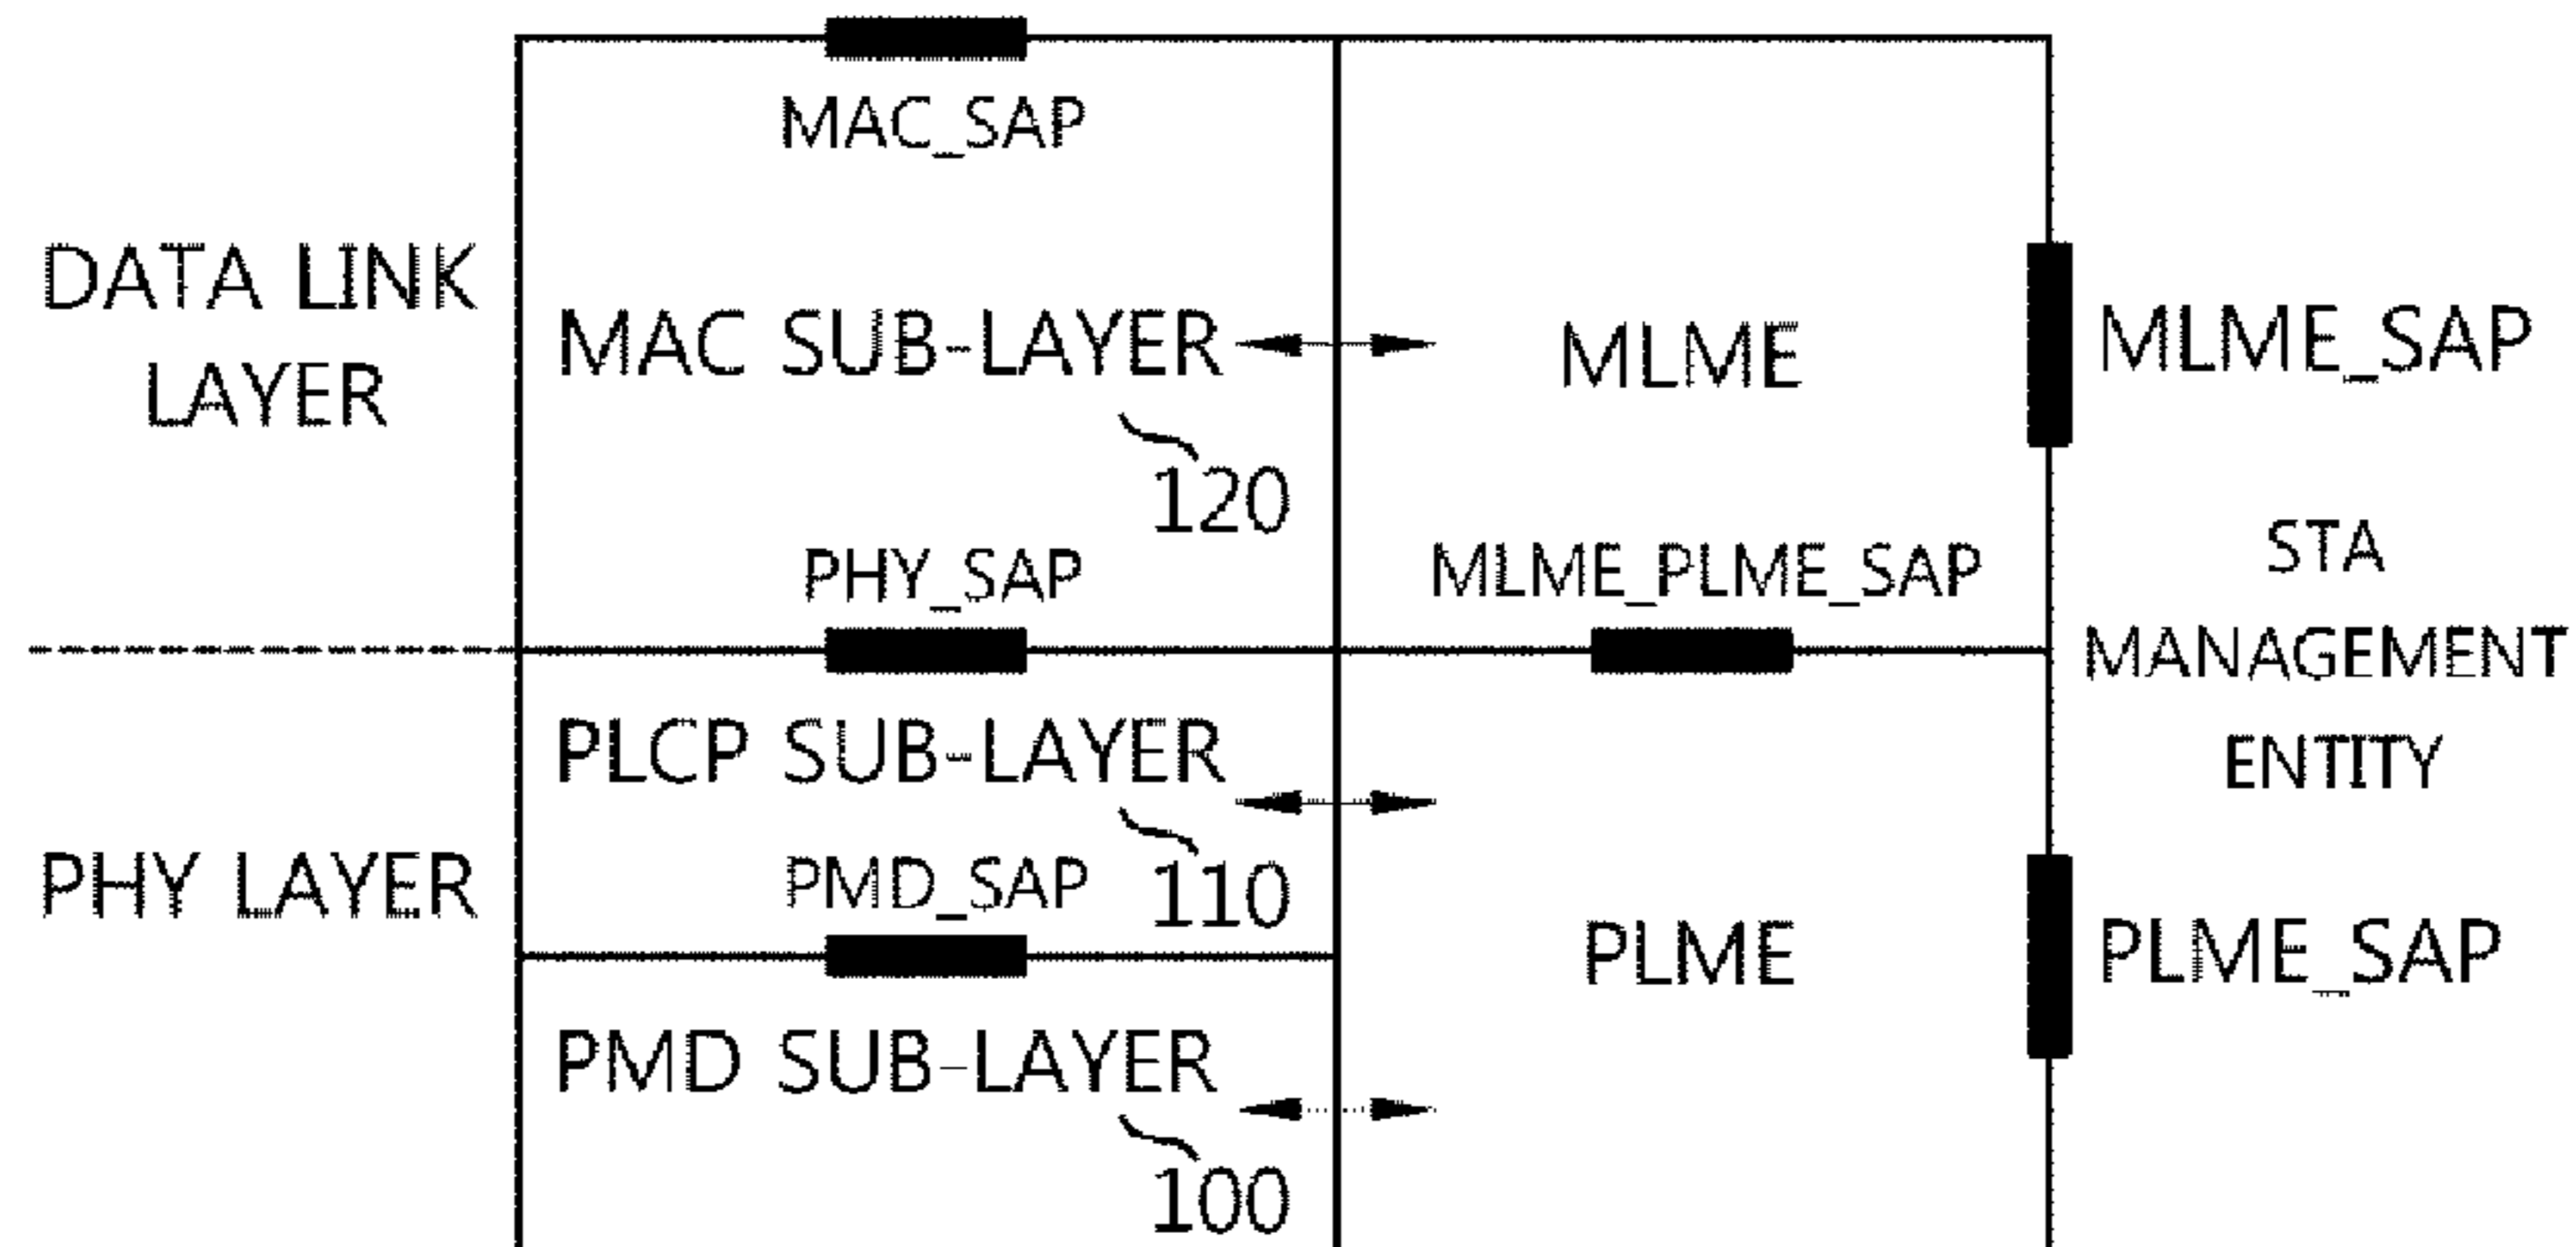 MAC_SAP
DATA LINK
LAYER
MAC SUB-LAYER
120
MLME
MLME_SAP
PHY_SAP
MLME_PLME_SAP
STA
MANAGEMENT
ENTITY
PHY LAYER
PLCP SUB-LAYER
110
PMD_SAP
PLME
PLME_SAP
PMD SUB-LAYER
100